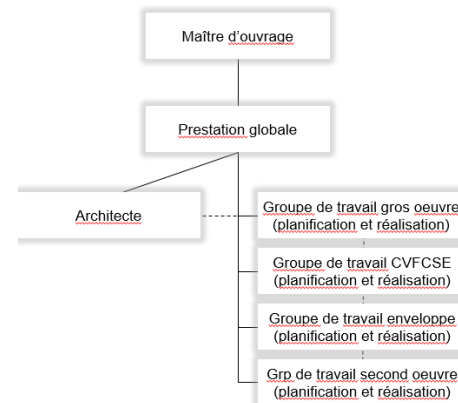 Maître d'ouvrage
Prestation globale
Architecte
Groupe de travail gros oeuvre
(planification et réalisation)
Groupe de travail CVFCSE
(planification et réalisation)
Groupe de travail enveloppe
(planification et réalisation)
Grp de travail second oeuvre
(planification et réalisation)